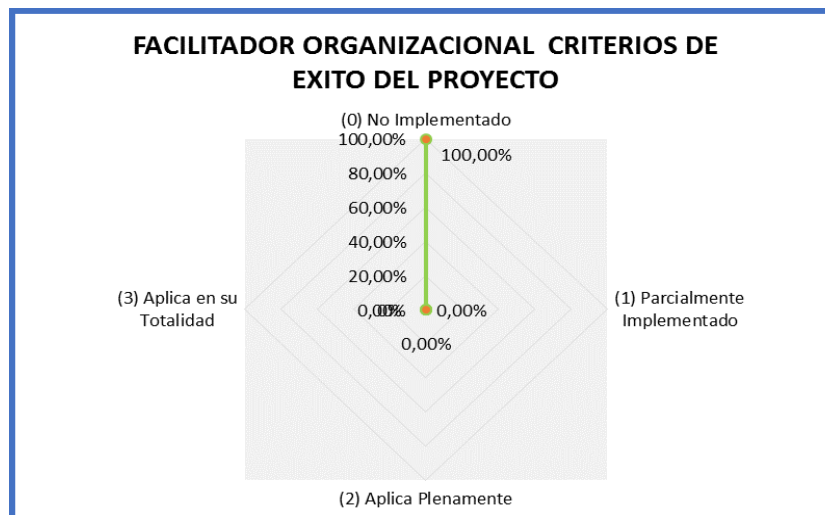 FACILITADOR ORGANIZACIONAL CRITERIOS DE
EXITO DEL PROYECTO
(0) No Implementado
100,00%
100,00%
80,00%
60,00%
40,00%
20,00%
(3) Aplica en su
Totalidad
0,00%
0,00%
(1) Parcialmente
Implementado
0,00%
(2) Aplica Plenamente